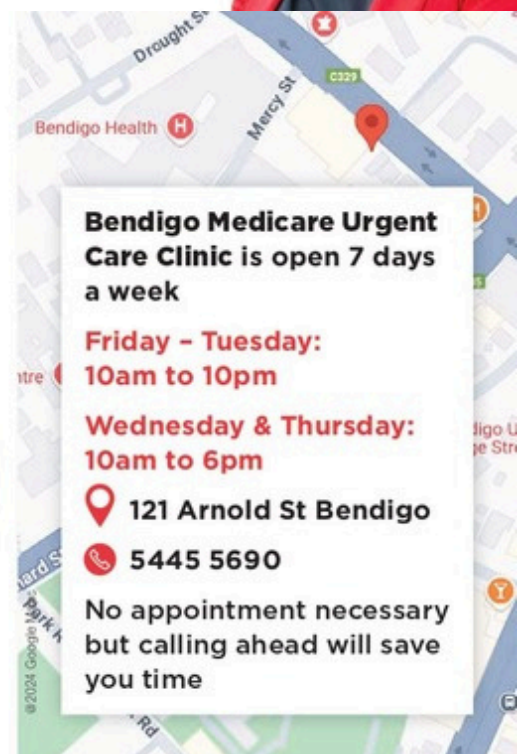 Drought St
C329
Mercy St
Bendigo Health H
Bendigo Medicare Urgent
Care Clinic is open 7 days
a week
Friday – Tuesday:
10am to 10pm
Wednesday & Thursday:
10am to 6pm
121 Arnold St Bendigo
5445 5690
No appointment necessary
but calling ahead will save
you time
©2024 Google Maps
Rd